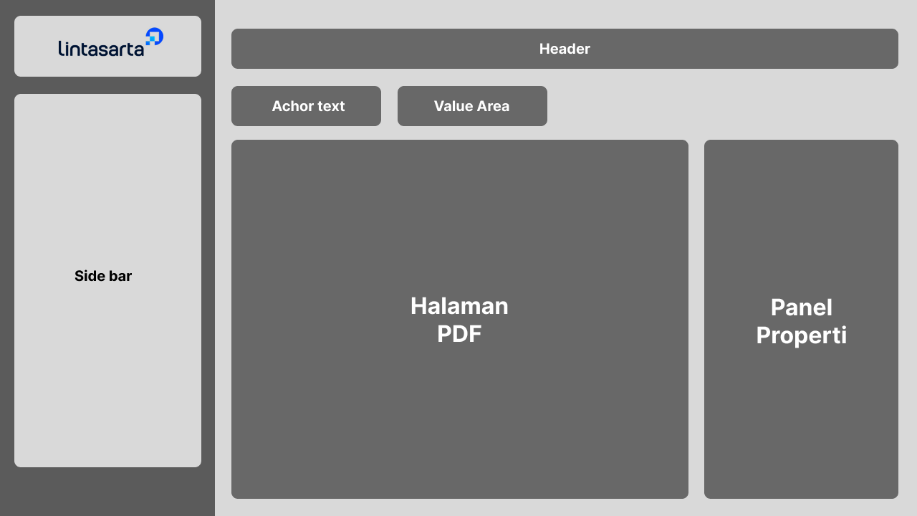 lintasarta
Header
Achor text
Value Area
Side bar
Halaman
PDF
Panel
Properti